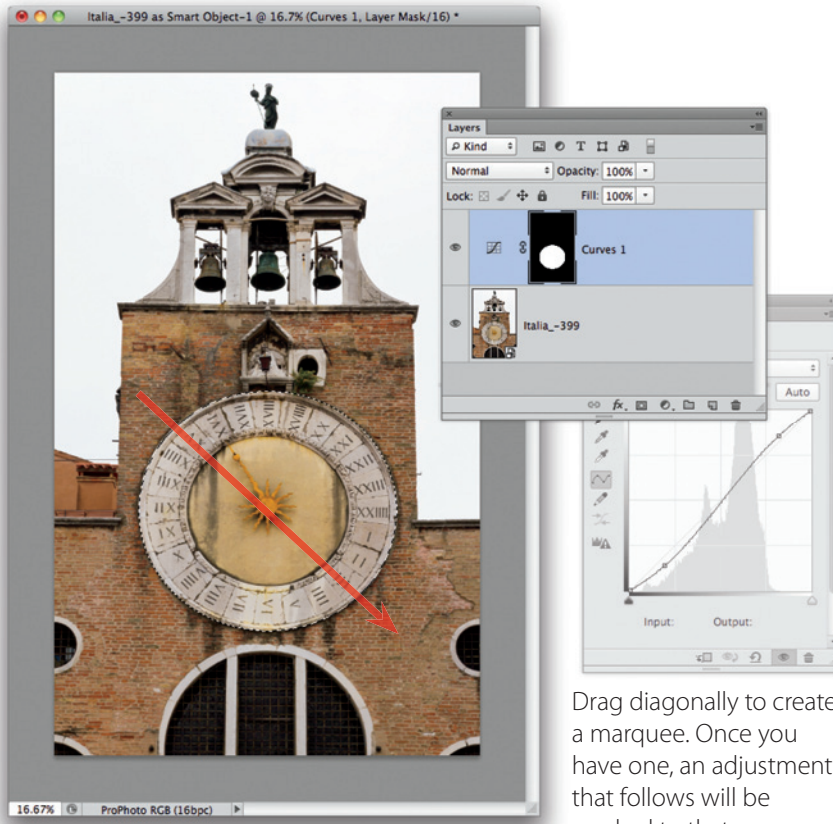 Italia_-399 as Smart Object-1 @ 16.7% (Curves 1, Layer Mask/16) *
Layers
Kind
T
Normal
Opacity: 100%
Lock:
Fill: 100%
Curves 1
Italia_-399
fx.
Auto
Input: Output:
16.67%
ProPhoto RGB (16bpc)
Drag diagonally to create
a marquee. Once you
have one, an adjustment
that follows will be